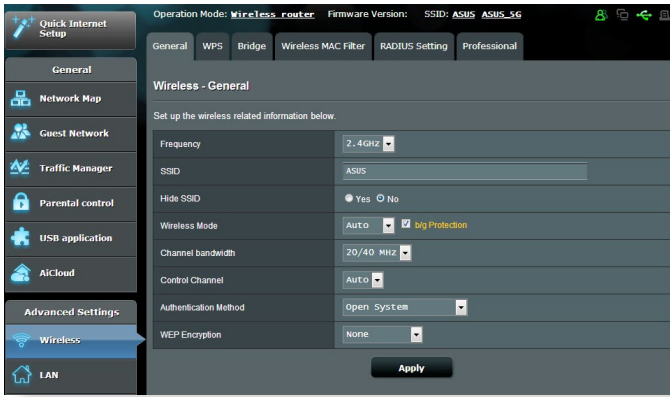 Quick Internet
Setup
General
Network Map
Guest Network
Traffic Manager
Parental control
USB application
AiCloud
Advanced Settings
Wireless
LAN
Operation Mode: Wireless router Firmware Version: SSID: ASUS ASUS_5G
General WPS Bridge Wireless MAC Filter RADIUS Setting Professional
Wireless - General
Set up the wireless related information below.
Frequency 2.4GHz
SSID ASUS
Hide SSID Yes No
Wireless Mode Auto b/g Protection
Channel bandwidth 20/40 MHz
Control Channel Auto
Authentication Method Open System
WEP Encryption None
Apply